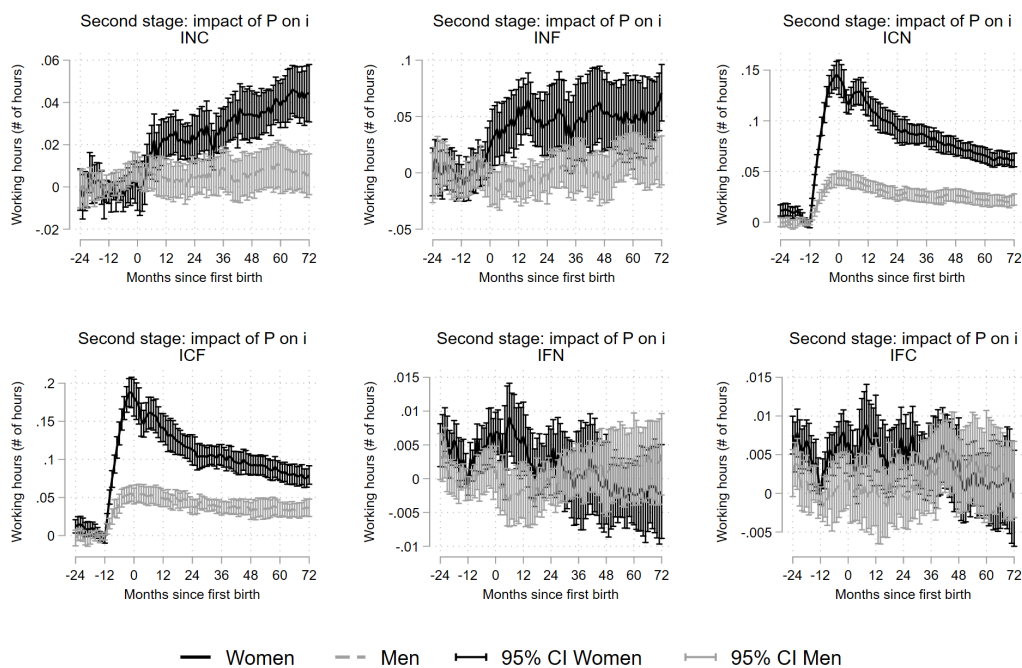 Second stage: impact of P on i
INC
Working hours (# of hours)
.06
.04
.02
0
-.02
-24 -12 0 12 24 36 48 60 72
Months since first birth
Second stage: impact of P on i
INF
Working hours (# of hours)
.1
.05
0
-.05
-24 -12 0 12 24 36 48 60 72
Months since first birth
Second stage: impact of P on i
ICN
Working hours (# of hours)
.15
.1
.05
0
-24 -12 0 12 24 36 48 60 72
Months since first birth
Second stage: impact of P on i
ICF
Working hours (# of hours)
.2
.15
.1
.05
0
-24 -12 0 12 24 36 48 60 72
Months since first birth
Second stage: impact of P on i
IFN
Working hours (# of hours)
.015
.01
.005
0
-.005
-.01
-24 -12 0 12 24 36 48 60 72
Months since first birth
Second stage: impact of P on i
IFC
Working hours (# of hours)
.015
.01
.005
0
-.005
-24 -12 0 12 24 36 48 60 72
Months since first birth
Women Men 95% CI Women 95% CI Men